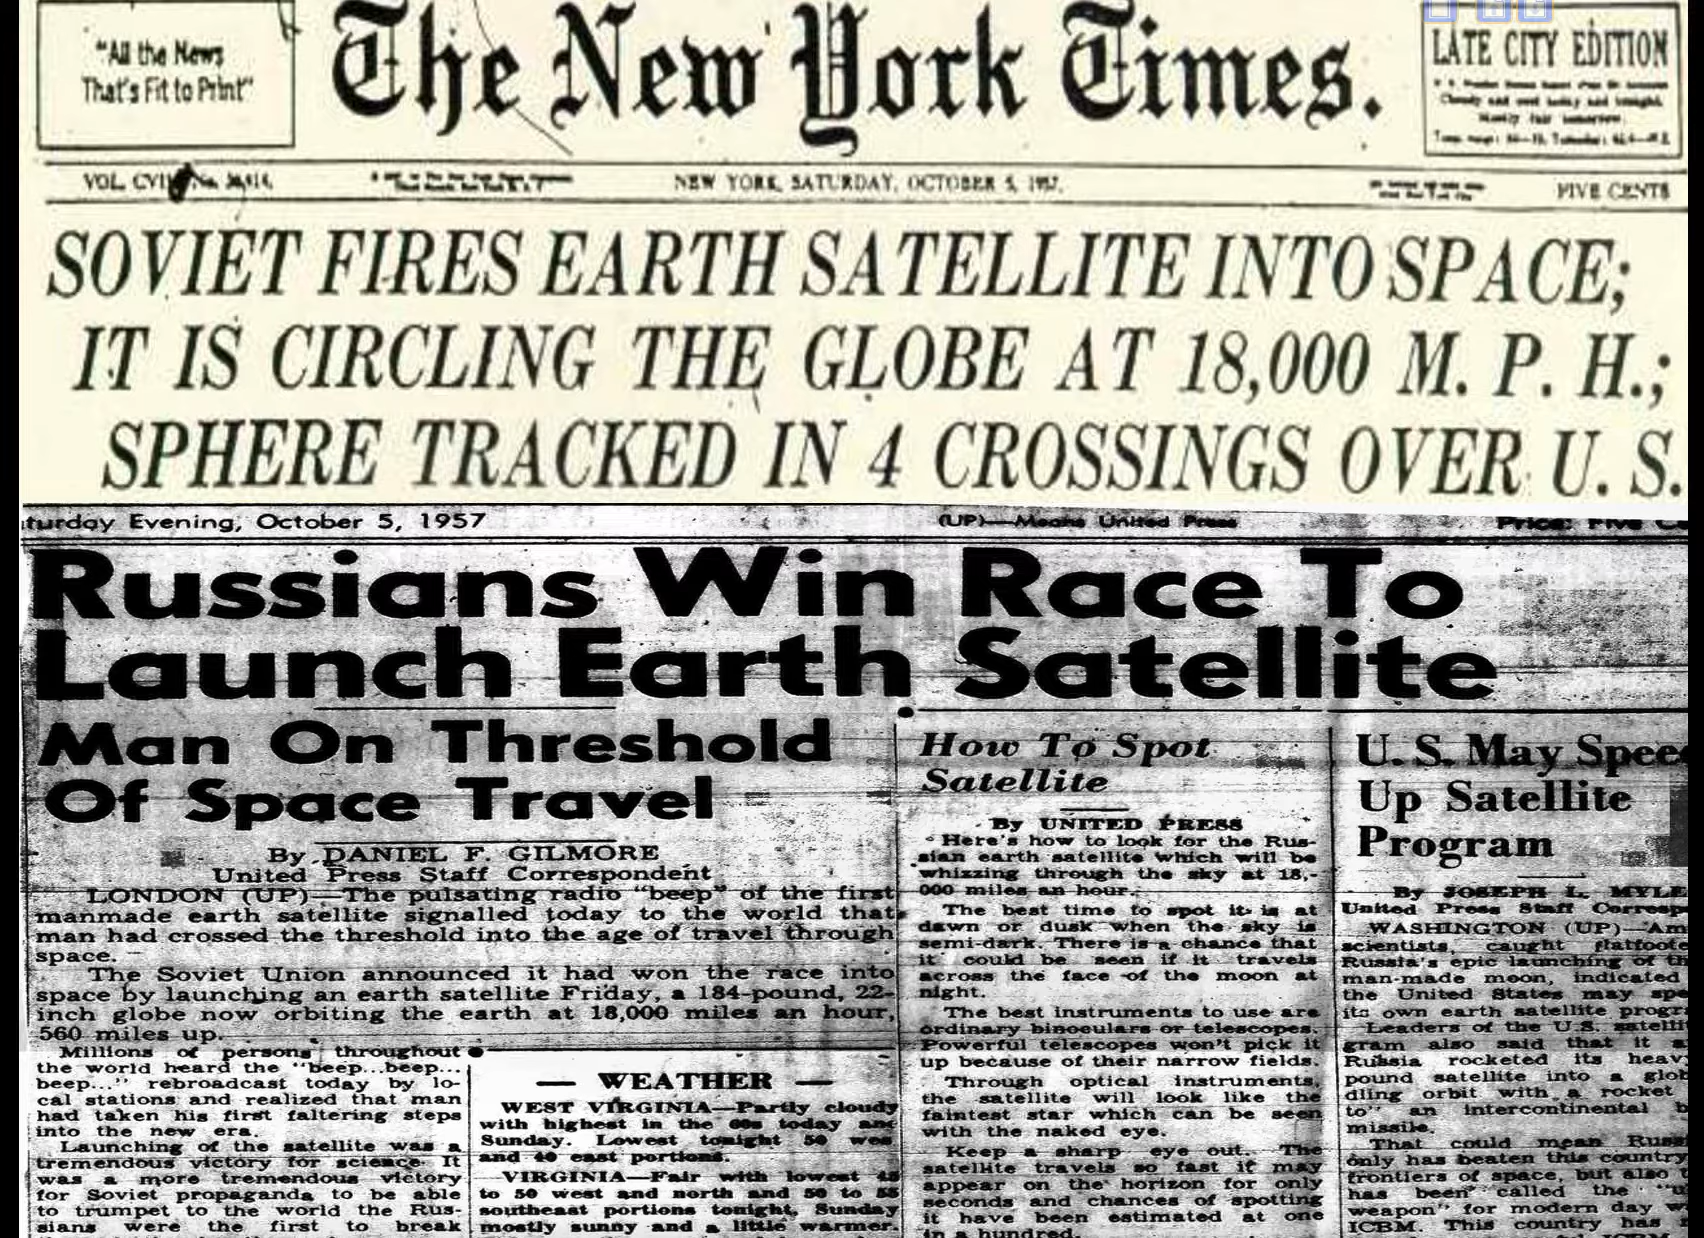 "All the News
That's Fit to Print"
The New York Times.
LATE CITY EDITION
VOL. CVII
NEW YORK, SATURDAY, OCTOBER 5, 1957.
FIVE CENTS
SOVIET FIRES EARTH SATELLITE INTO SPACE;
IT IS CIRCLING THE GLOBE AT 18,000 M. P. H.;
SPHERE TRACKED IN 4 CROSSINGS OVER U. S.
turday Evening, October 5, 1957
(UP)—Means United Press
Price: Five
Russians Win Race To
Launch Earth Satellite
Man On Threshold
Of Space Travel
By DANIEL F. GILMORE
United Press Staff Correspondent
LONDON (UP)—The pulsating radio "beep" of the first
manmade earth satellite signalled today to the world that
man had crossed the threshold into the age of travel through
space.
The Soviet Union announced it had won the race into
space by launching an earth satellite Friday, a 184-pound, 22-
inch globe now orbiting the earth at 18,000 miles an hour,
560 miles up.
Millions of persons throughout
the world heard the "beep...beep...
beep..." rebroadcast today by lo-
cal stations and realized that man
had taken his first faltering steps
into the new era.
Launching of the satellite was a
tremendous victory for science. It
was a more tremendous victory
for Soviet propaganda to be able
to trumpet to the world the Rus-
sians were the first to break
— WEATHER —
WEST VIRGINIA—Partly cloudy
with highest in the 60s today and
Sunday. Lowest tonight 50 west
and 40 east portions.
VIRGINIA—Fair with lowest 45
to 50 west and north and 50 to 55
southeast portions tonight, Sunday
mostly sunny and a little warmer.
How To Spot
Satellite
By UNITED PRESS
Here's how to look for the Rus-
sian earth satellite which will be
whizzing through the sky at 18,-
000 miles an hour.
The best time to spot it is at
dawn or dusk when the sky is
semi-dark. There is a chance that
it could be seen if it travels
across the face of the moon at
night.
The best instruments to use are
ordinary binoculars or telescopes.
Powerful telescopes won't pick it
up because of their narrow fields.
Through optical instruments,
the satellite will look like the
faintest star which can be seen
with the naked eye.
Keep a sharp eye out. The
satellite travels so fast it may
appear on the horizon for only
seconds and chances of spotting
it have been estimated at one
in a hundred.
U. S. May Spee
Up Satellite
Program
By JOSEPH L. MYLE
United Press Staff Corresp
WASHINGTON (UP)—Am
scientists, caught flatfoote
Russia's epic launching of th
man-made moon, indicated
the United States may spe
its own earth satellite progr
Leaders of the U.S. satellit
gram also said that it a
Russia rocketed its heav
pound satellite into a glob
dling orbit with a rocket
to" an intercontinental b
missile.
That could mean Russi
only has beaten this country
frontiers of space, but also t
has been called the "u
weapon" for modern day w
ICBM. This country has